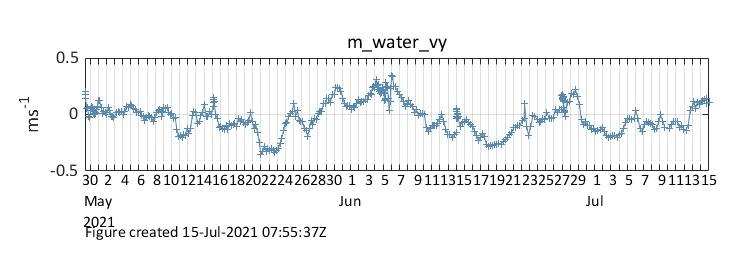 m_water_vy
0.5
0
-0.5
ms-1
30 2 4 6 8 10 12 14 16 18 20 22 24 26 28 30 1 3 5 7 9 11 13 15 17 19 21 23 25 27 29 1 3 5 7 9 11 13 15
May Jun Jul
2021
Figure created 15-Jul-2021 07:55:37Z